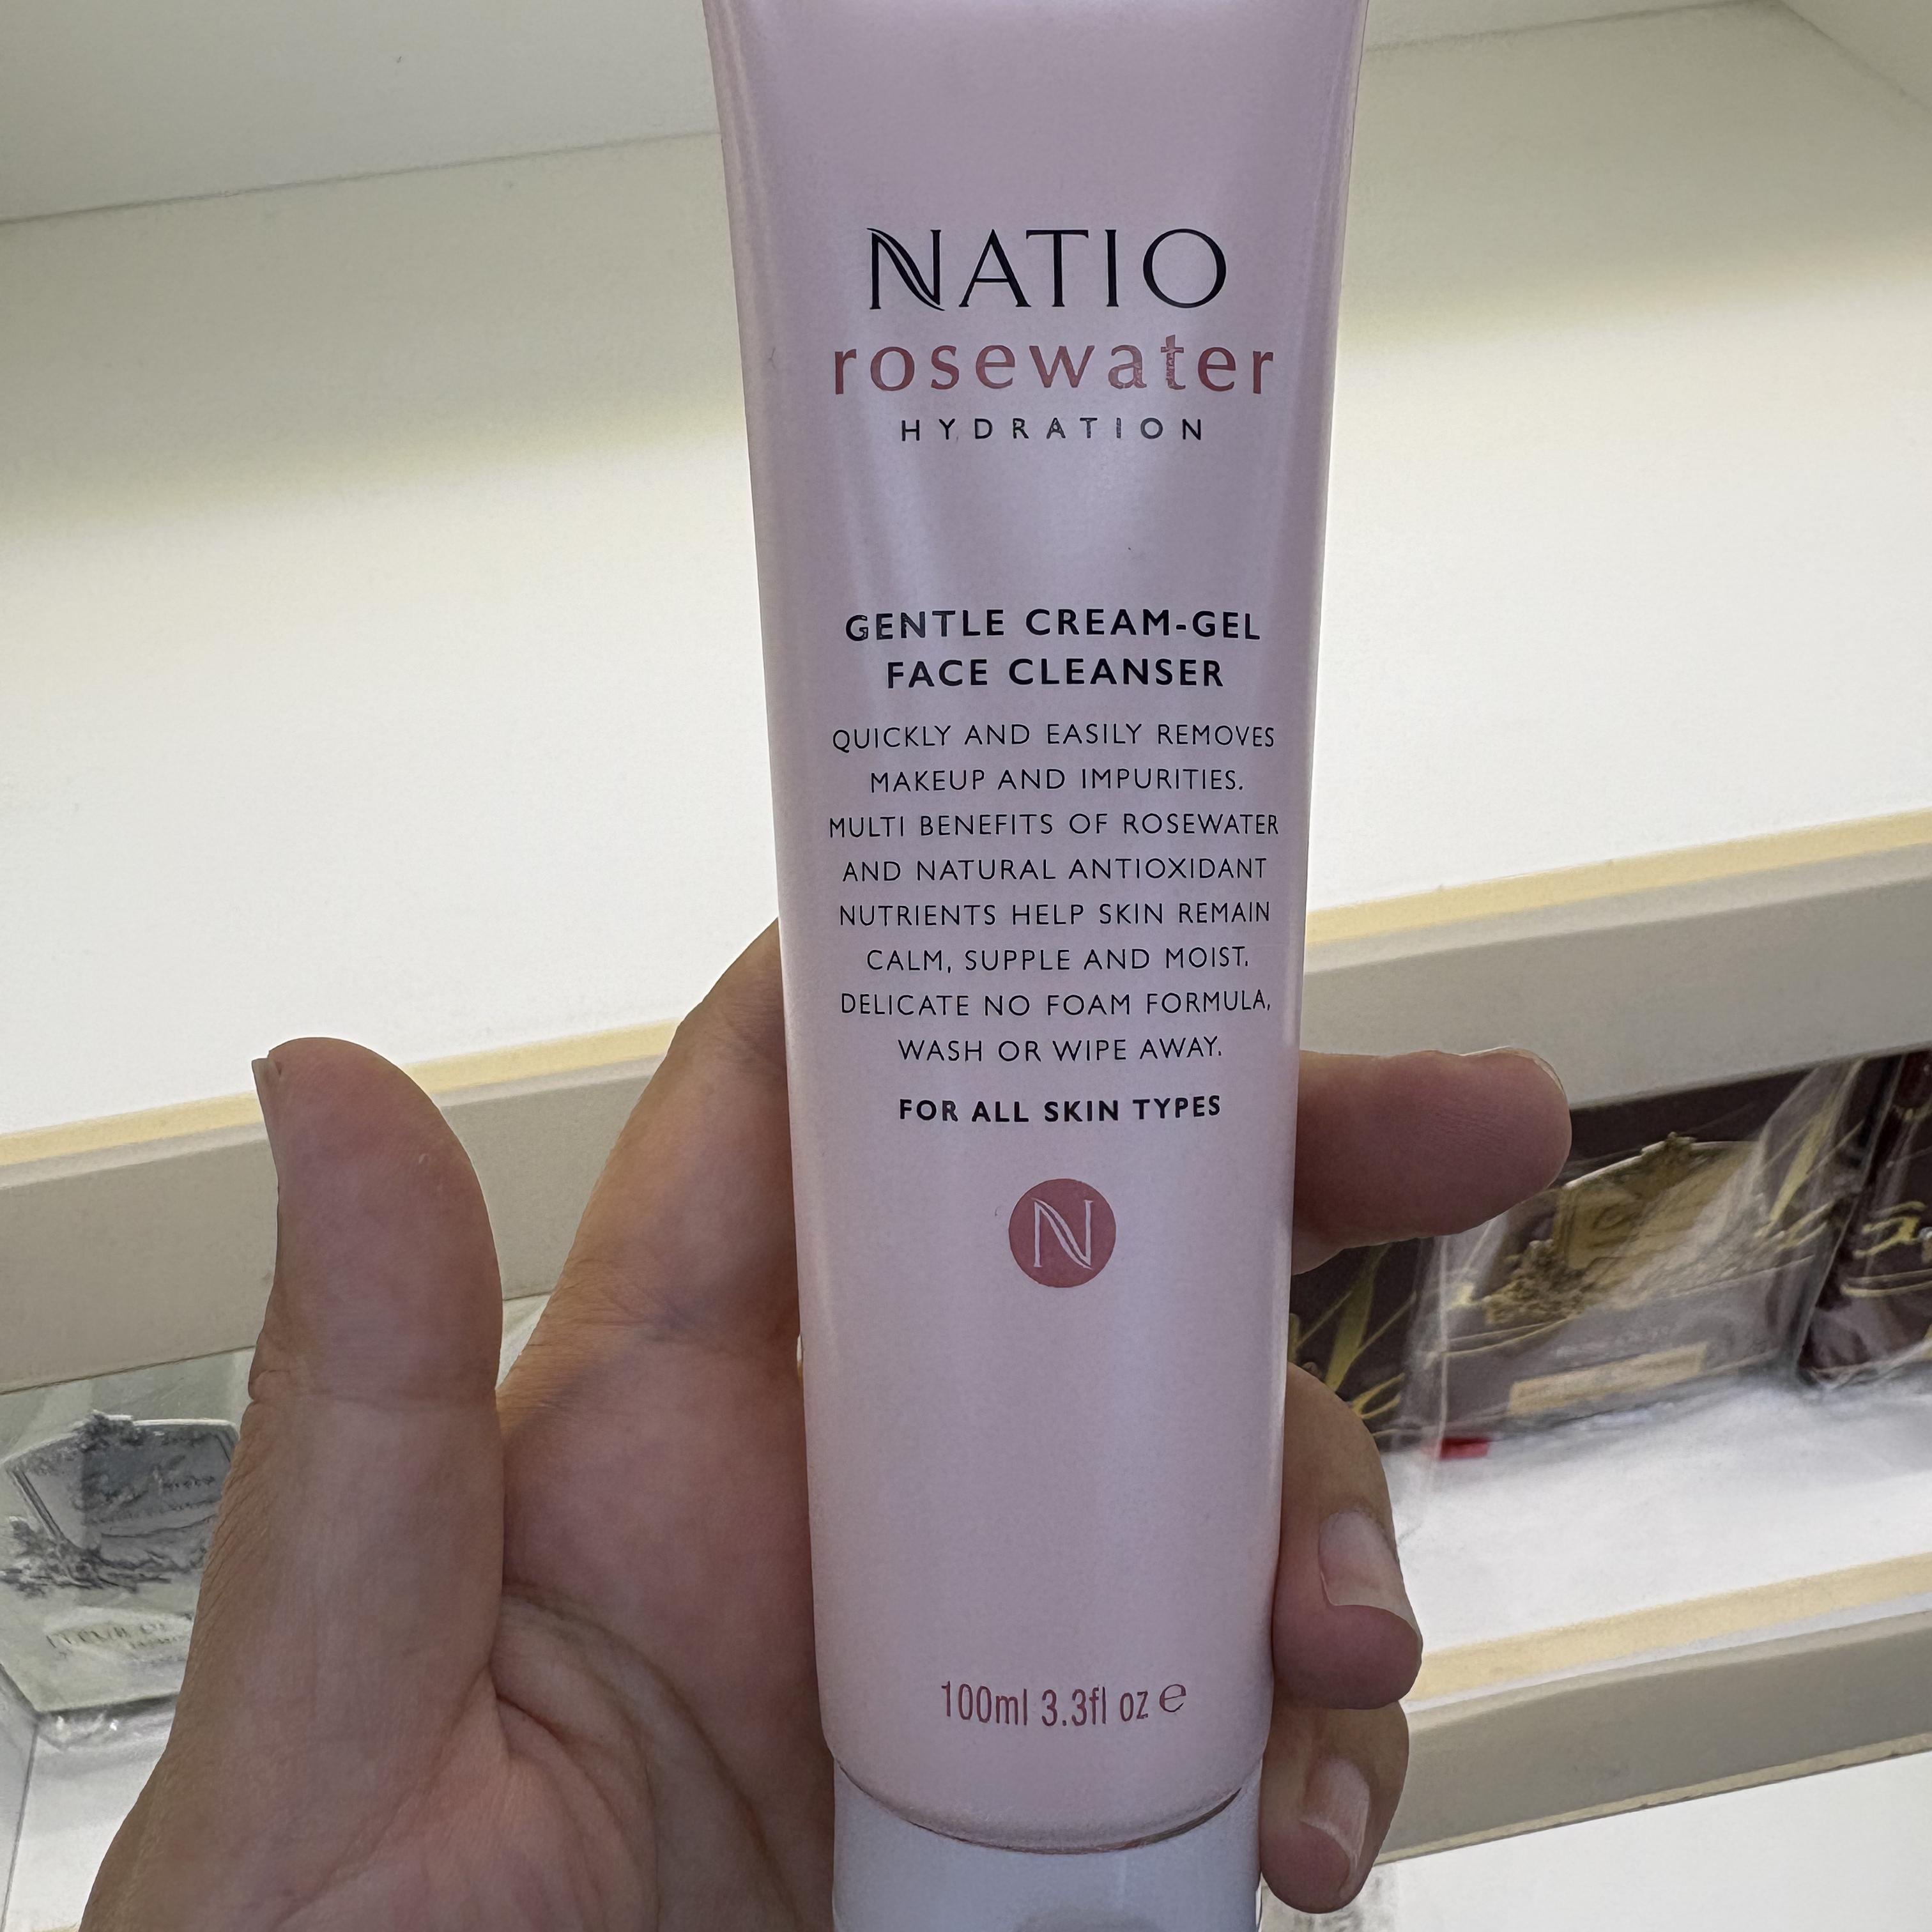 NATIO
rosewater
HYDRATION
GENTLE CREAM-GEL
FACE CLEANSER
QUICKLY AND EASILY REMOVES
MAKEUP AND IMPURITIES.
MULTI BENEFITS OF ROSEWATER
AND NATURAL ANTIOXIDANT
NUTRIENTS HELP SKIN REMAIN
CALM, SUPPLE AND MOIST.
DELICATE NO FOAM FORMULA,
WASH OR WIPE AWAY.
FOR ALL SKIN TYPES
N
100ml 3.3fl oz e